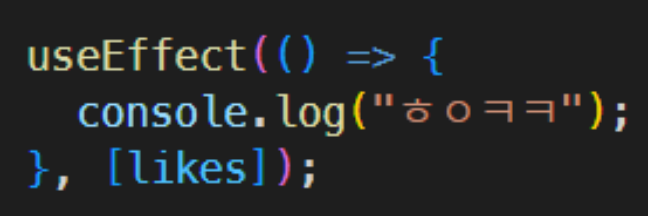 useEffect(() => {
  console.log("ㅎㅇㅋㅋ");
}, [likes]);